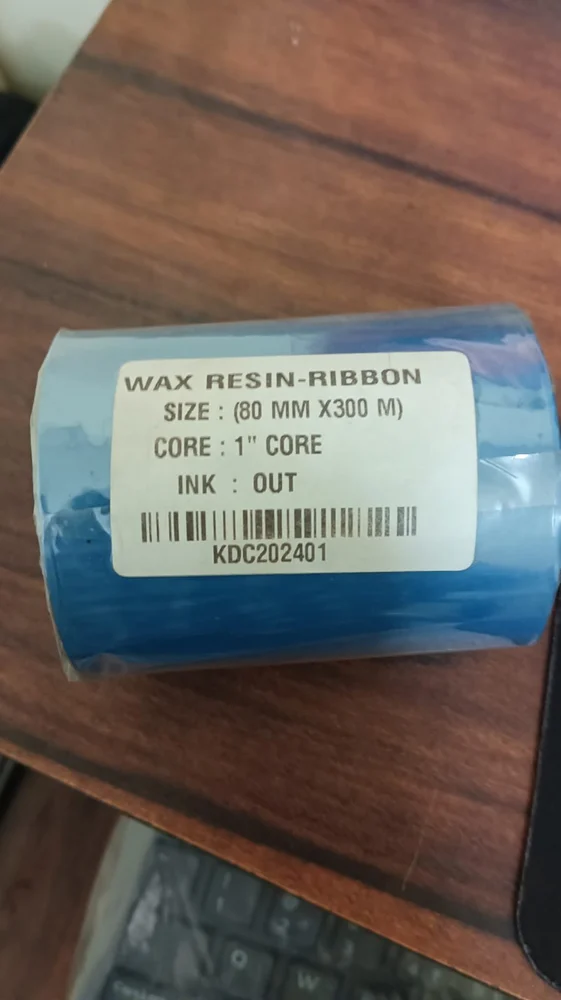 WAX RESIN-RIBBON
SIZE : (80 MM X300 M)
CORE : 1" CORE
INK : OUT
KDC202401
O
W